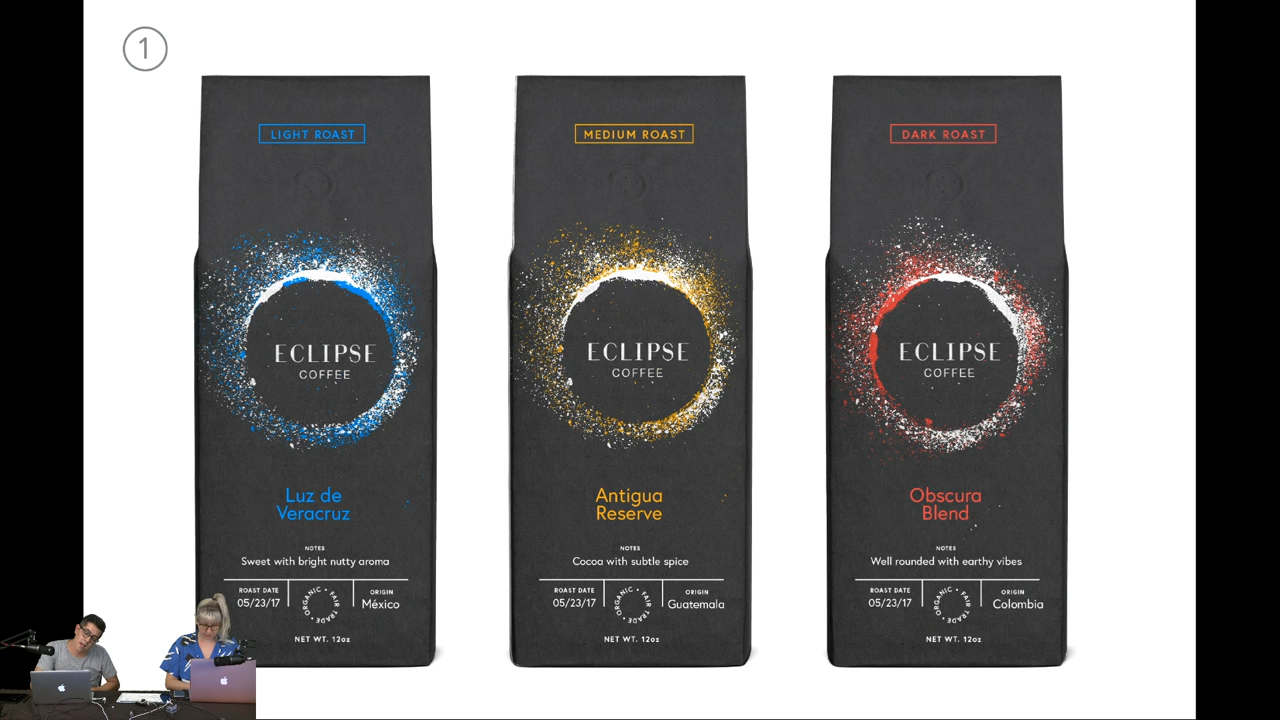 1
LIGHT ROAST
ECLIPSE
COFFEE
Luz de
Veracruz
NOTES
Sweet with bright nutty aroma
ROAST DATE
05/23/17
ORGANIC • FAIR TRADE •
ORIGIN
México
NET WT. 12oz
MEDIUM ROAST
ECLIPSE
COFFEE
Antigua
Reserve
NOTES
Cocoa with subtle spice
ROAST DATE
05/23/17
ORGANIC • FAIR TRADE •
ORIGIN
Guatemala
NET WT. 12oz
DARK ROAST
ECLIPSE
COFFEE
Obscura
Blend
NOTES
Well rounded with earthy vibes
ROAST DATE
05/23/17
ORGANIC • FAIR TRADE •
ORIGIN
Colombia
NET WT. 12oz